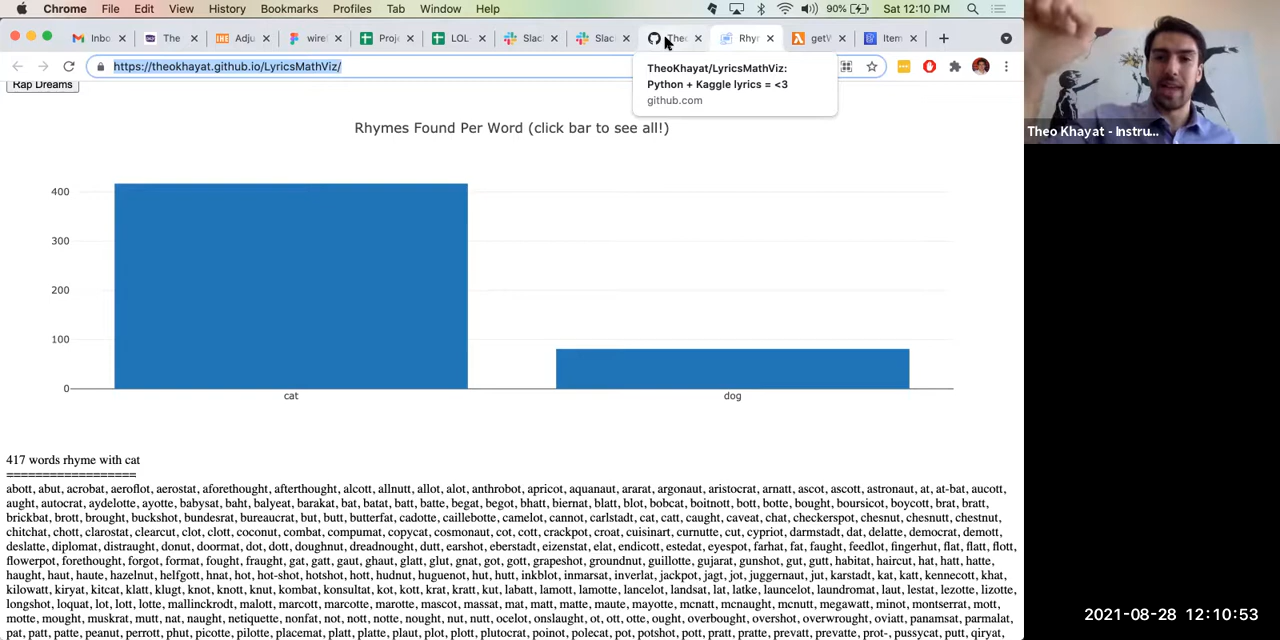 Chrome File Edit View History Bookmarks Profiles Tab Window Help 90% Sat 12:10 PM
Inbo The Adju wire Proje LOL- Slac Slac Theo Rhyr getV Item
https://theokhayat.github.io/LyricsMathViz/
TheoKhayat/LyricsMathViz:
Python + Kaggle lyrics = <3
github.com
Rap Dreams
Theo Khayat - Instru...
Rhymes Found Per Word (click bar to see all!)
400
300
200
100
0
cat dog
417 words rhyme with cat
==================
abott, abut, acrobat, aeroflot, aerostat, aforethought, afterthought, alcott, allnutt, allot, alot, anthrobot, apricot, aquanaut, ararat, argonaut, aristocrat, arnatt, ascot, ascott, astronaut, at, at-bat, aucott,
aught, autocrat, aydelotte, ayotte, babysat, baht, balyeat, barakat, bat, batat, batt, batte, begat, begot, bhatt, biernat, blatt, blot, bobcat, boitnott, bott, botte, bought, boursicot, boycott, brat, bratt,
brickbat, brott, brought, buckshot, bundesrat, bureaucrat, but, butt, butterfat, cadotte, caillebotte, camelot, cannot, carlstadt, cat, catt, caught, caveat, chat, checkerspot, chesnut, chesnutt, chestnut,
chitchat, chott, clarostat, clearcut, clot, clott, coconut, combat, compumat, copycat, cosmonaut, cot, cott, crackpot, croat, cuisinart, curnutte, cut, cypriot, darmstadt, dat, delatte, democrat, demott,
deslatte, diplomat, distraught, donut, doormat, dot, dott, doughnut, dreadnought, dutt, earshot, eberstadt, eizenstat, elat, endicott, estedat, eyespot, farhat, fat, faught, feedlot, fingerhut, flat, flatt, flott,
flowerpot, forethought, forgot, format, fought, fraught, gat, gatt, gaut, ghaut, glatt, glut, gnat, go, got, gott, grapeshot, groundnut, guillotte, gujarat, gunshot, gut, gutt, habitat, haircut, hat, hatt, hatte,
haught, haut, haute, hazelnut, helfgott, hnat, hot, hot-shot, hotshot, hott, hudnut, huguenot, hut, hutt, inkblot, inmarsat, inverlat, jackpot, jagt, jot, juggernaut, jut, karstadt, kat, katt, kennecott, khat,
kilowatt, kiryat, kitcat, klatt, klugt, knot, knott, knut, kombat, konsultat, kot, kott, krat, kratt, kut, labatt, lamott, lamotte, lancelot, landsat, lat, latke, launcelot, laundromat, laut, lestat, lezotte, lizotte,
longshot, loquat, lot, lott, lotte, mallinckrodt, malott, marcott, marcotte, marotte, mascot, massat, mat, matt, matte, maute, mayotte, mcnatt, mcnaught, mcnutt, megawatt, minot, montserrat, mott,
motte, mought, muskrat, mutt, nat, naught, netiquette, nonfat, not, nott, notte, nought, nut, nutt, ocelot, onslaught, ot, ott, otte, ought, overbought, overshot, overwrought, oviatt, panamsat, parmalat,
pat, patt, patte, peanut, perrott, phut, picotte, pilotte, placemat, platt, platte, plaut, plot, plott, plutocrat, poinot, polecat, pot, potshot, pott, pratt, pratte, prevatt, prevatte, prot-, pussycat, putt, qiryat,
2021-08-28 12:10:53